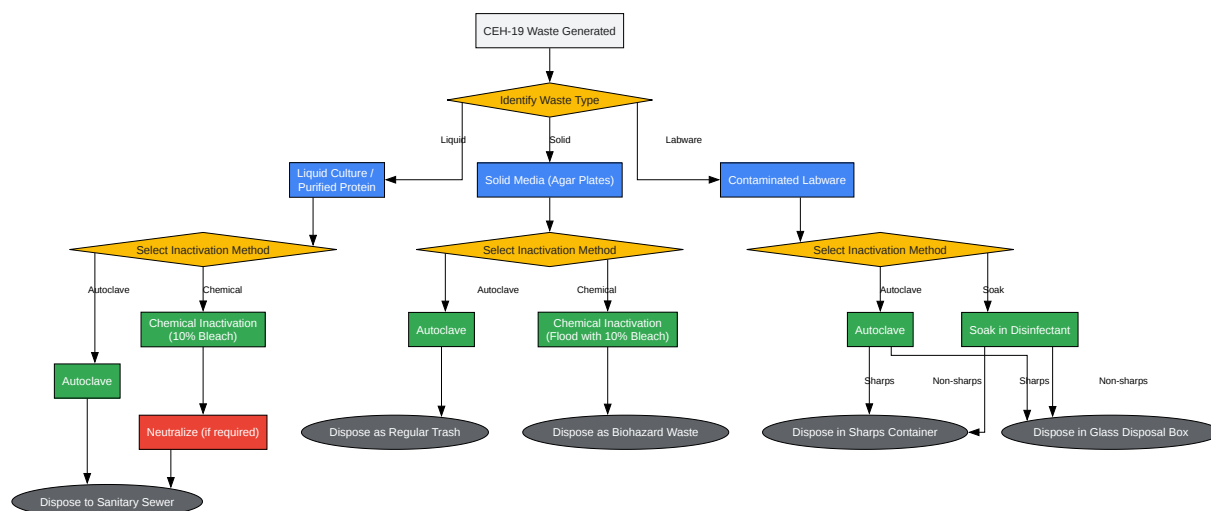 CEH-19 Waste Generated
Identify Waste Type
Liquid
Solid
Labware
Liquid Culture /
Purified Protein
Solid Media (Agar Plates)
Contaminated Labware
Select Inactivation Method
Select Inactivation Method
Select Inactivation Method
Autoclave
Chemical
Autoclave
Chemical
Autoclave
Soak
Chemical Inactivation
(10% Bleach)
Autoclave
Chemical Inactivation
(Flood with 10% Bleach)
Autoclave
Soak in Disinfectant
Autoclave
Sharps
Non-sharps
Sharps
Non-sharps
Neutralize (if required)
Dispose as Regular Trash
Dispose as Biohazard Waste
Dispose in Sharps Container
Dispose in Glass Disposal Box
Dispose to Sanitary Sewer